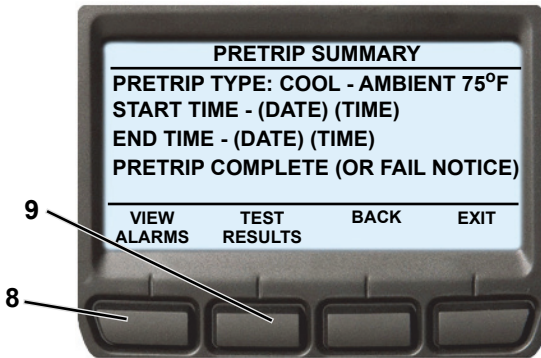 PRETRIP SUMMARY
PRETRIP TYPE: COOL - AMBIENT 75°F
START TIME - (DATE) (TIME)
END TIME - (DATE) (TIME)
PRETRIP COMPLETE (OR FAIL NOTICE)
VIEW ALARMS
TEST RESULTS
BACK
EXIT
9
8